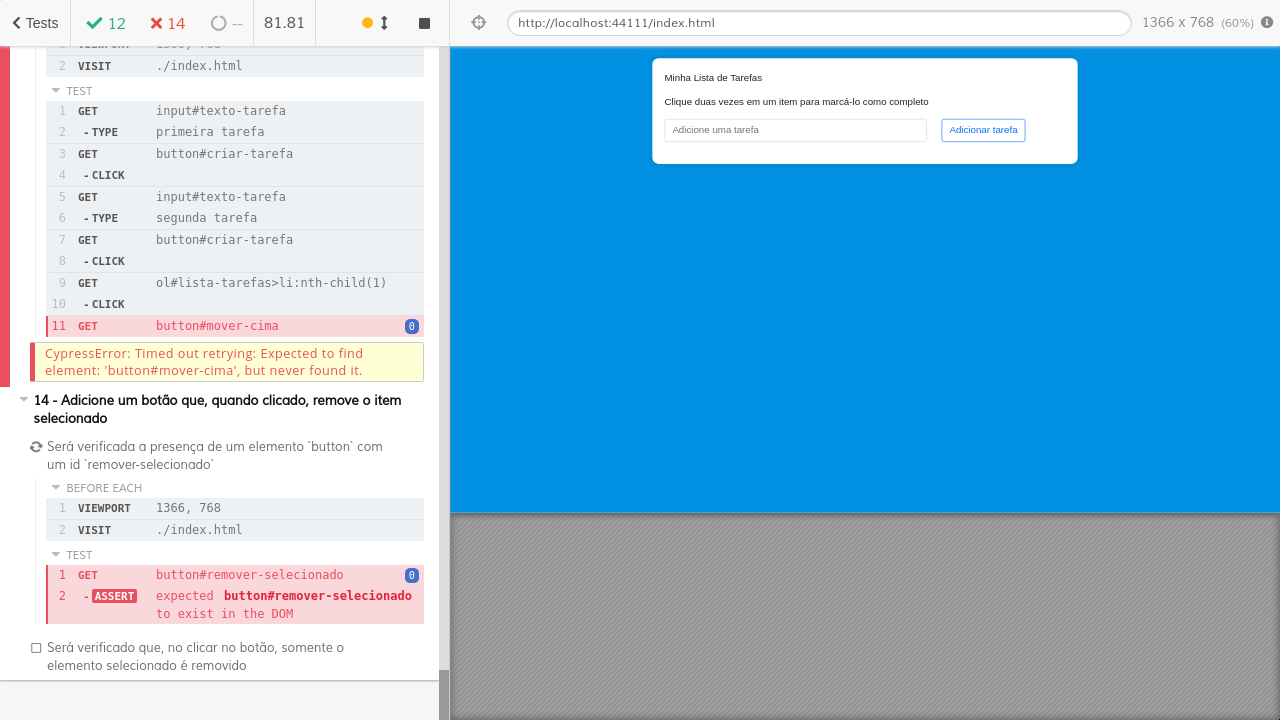 Tests 12 14 -- 81.81
http://localhost:44111/index.html 1366 x 768 (60%)
2 VISIT ./index.html
TEST
1 GET input#texto-tarefa
2 -TYPE primeira tarefa
3 GET button#criar-tarefa
4 -CLICK
5 GET input#texto-tarefa
6 -TYPE segunda tarefa
7 GET button#criar-tarefa
8 -CLICK
9 GET ol#lista-tarefas>li:nth-child(1)
10 -CLICK
11 GET button#mover-cima 0
CypressError: Timed out retrying: Expected to find
element: 'button#mover-cima', but never found it.
14 - Adicione um botão que, quando clicado, remove o item
selecionado
Será verificada a presença de um elemento `button` com
um id `remover-selecionado`
BEFORE EACH
1 VIEWPORT 1366, 768
2 VISIT ./index.html
TEST
1 GET button#remover-selecionado 0
2 -ASSERT expected button#remover-selecionado
to exist in the DOM
Será verificado que, no clicar no botão, somente o
elemento selecionado é removido
Minha Lista de Tarefas
Clique duas vezes em um item para marcá-lo como completo
Adicione uma tarefa
Adicionar tarefa